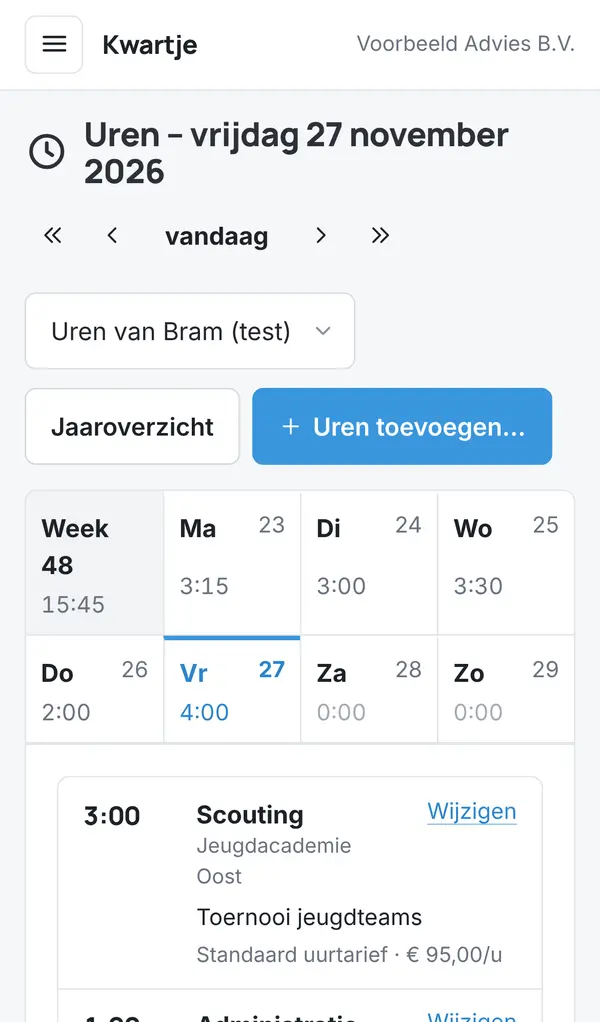 Kwartje
Voorbeeld Advies B.V.
Uren – vrijdag 27 november
2026
vandaag
Uren van Bram (test)
Jaaroverzicht
+ Uren toevoegen...
Week
48
15:45
Ma 23
3:15
Di 24
3:00
Wo 25
3:30
Do 26
2:00
Vr 27
4:00
Za 28
0:00
Zo 29
0:00
3:00
Scouting
Wijzigen
Jeugdacademie
Oost
Toernooi jeugdteams
Standaard uurtarief · € 95,00/u
1:00
Administratie
Wijzigen